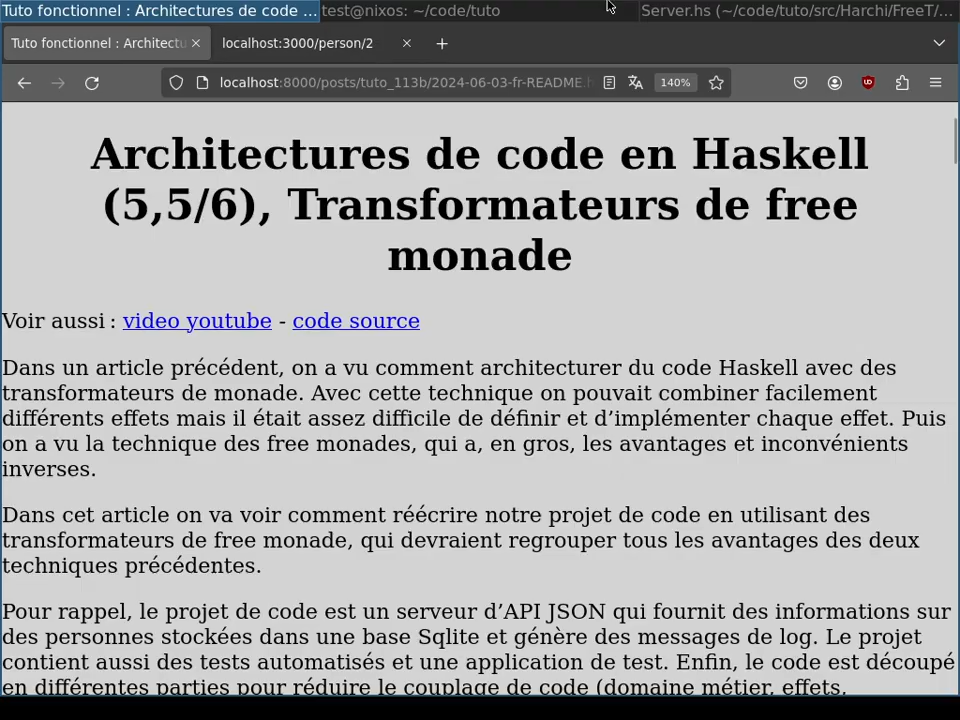 Tuto fonctionnel : Architectures de code ...
test@nixos: ~/code/tuto
Server.hs (~/code/tuto/src/Harchi/FreeT/...
Tuto fonctionnel : Architectu
localhost:3000/person/2
localhost:8000/posts/tuto_113b/2024-06-03-fr-README.h
140%
Architectures de code en Haskell
(5,5/6), Transformateurs de free
monade
Voir aussi : video youtube - code source
Dans un article précédent, on a vu comment architecturer du code Haskell avec des
transformateurs de monade. Avec cette technique on pouvait combiner facilement
différents effets mais il était assez difficile de définir et d’implémenter chaque effet. Puis
on a vu la technique des free monades, qui a, en gros, les avantages et inconvénients
inverses.
Dans cet article on va voir comment réécrire notre projet de code en utilisant des
transformateurs de free monade, qui devraient regrouper tous les avantages des deux
techniques précédentes.
Pour rappel, le projet de code est un serveur d’API JSON qui fournit des informations sur
des personnes stockées dans une base Sqlite et génère des messages de log. Le projet
contient aussi des tests automatisés et une application de test. Enfin, le code est découpé
en différentes parties pour réduire le couplage de code (domaine métier, effets,